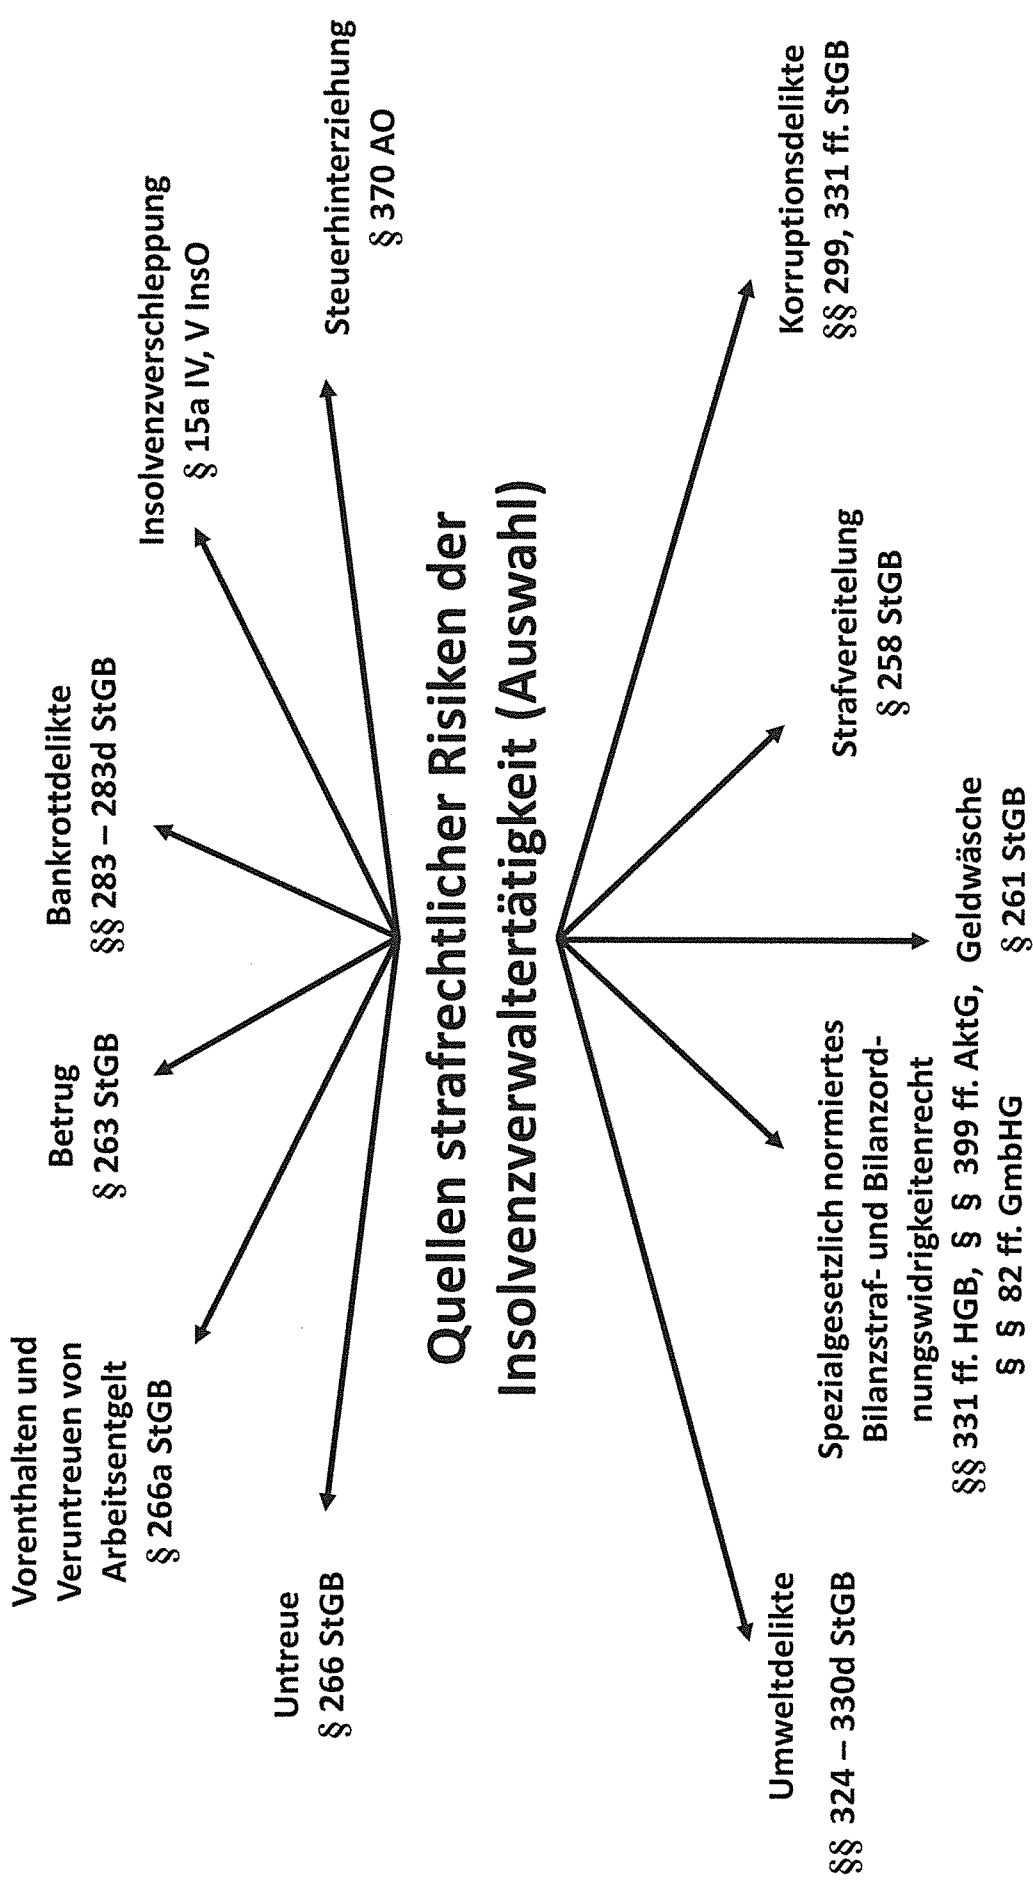 Vorenthalten und
Veruntreuen von
Arbeitsentgelt
§ 266a StGB
Betrug
§ 263 StGB
Bankrottdelikte
§§ 283 – 283d StGB
Insolvenzverschleppung
§ 15a IV, V InsO
Untreue
§ 266 StGB
Steuerhinterziehung
§ 370 AO
Quellen strafrechtlicher Risiken der
Insolvenzverwaltertätigkeit (Auswahl)
Umweltdelikte
§§ 324 – 330d StGB
Spezialgesetzlich normiertes
Bilanzstraf- und Bilanzord-
nungswidrigkeitenrecht
§§ 331 ff. HGB, § § 399 ff. AktG,
§ § 82 ff. GmbHG
Geldwäsche
§ 261 StGB
Strafvereitelung
§ 258 StGB
Korruptionsdelikte
§§ 299, 331 ff. StGB